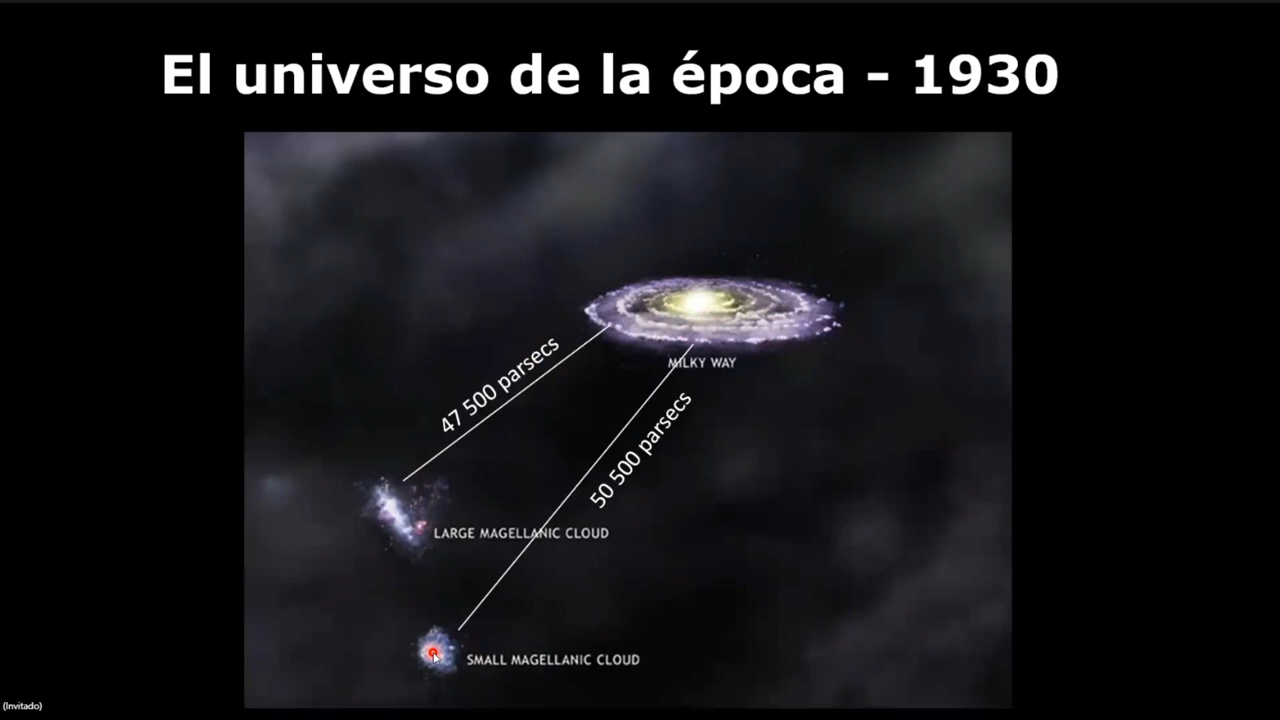 El universo de la época - 1930
MILKY WAY
47 500 parsecs
50 500 parsecs
LARGE MAGELLANIC CLOUD
SMALL MAGELLANIC CLOUD
(Invitado)